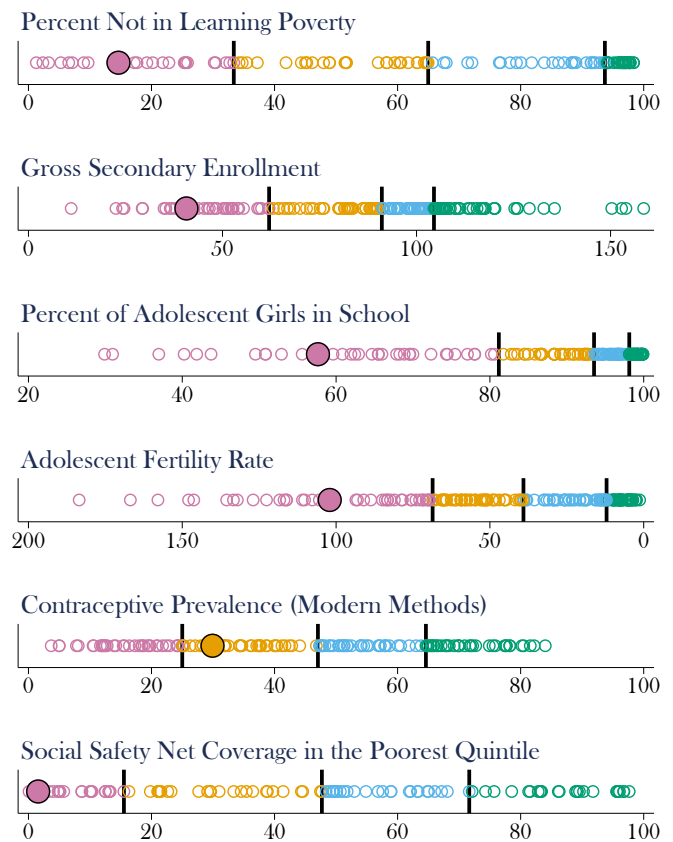 Percent Not in Learning Poverty
0 20 40 60 80 100
Gross Secondary Enrollment
0 50 100 150
Percent of Adolescent Girls in School
20 40 60 80 100
Adolescent Fertility Rate
200 150 100 50 0
Contraceptive Prevalence (Modern Methods)
0 20 40 60 80 100
Social Safety Net Coverage in the Poorest Quintile
0 20 40 60 80 100